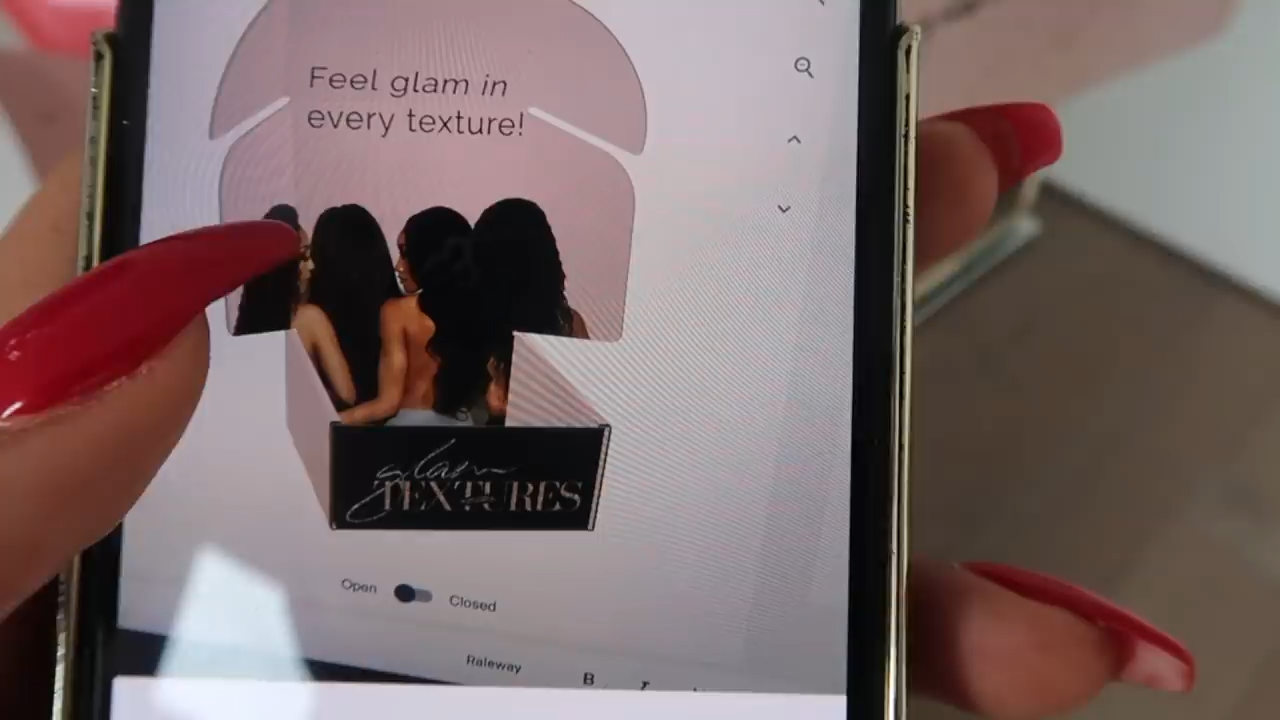 Feel glam in
every texture!
glam
TEXTURES
Open
Closed
Raleway
B
I